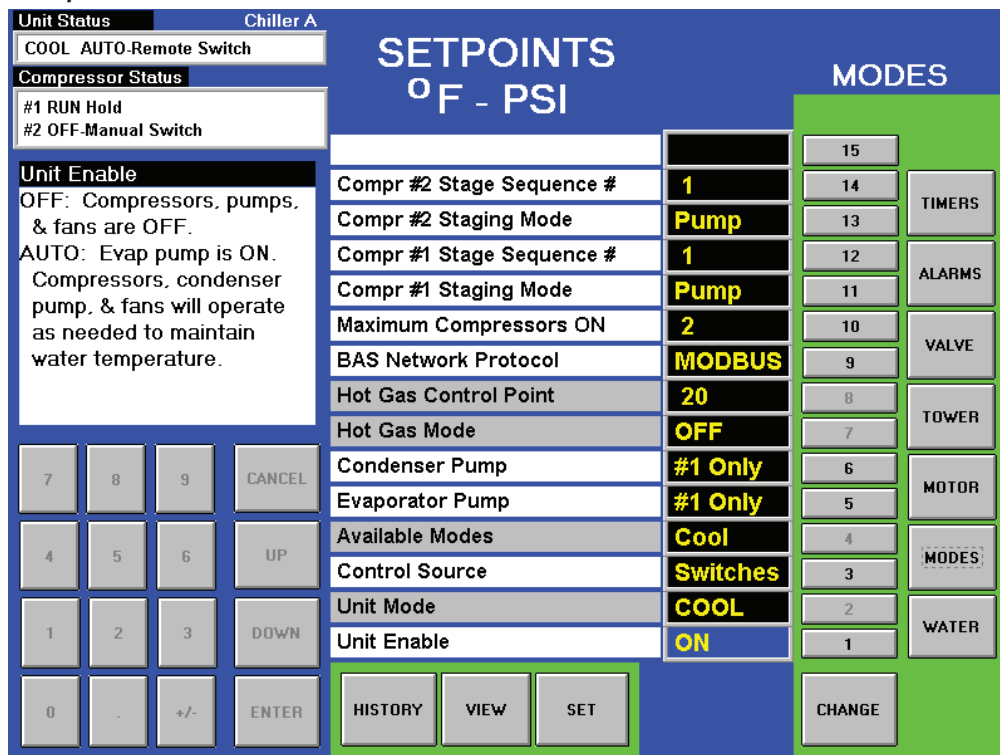 Unit Status Chiller A
COOL AUTO-Remote Switch
Compressor Status
#1 RUN Hold
#2 OFF-Manual Switch
SETPOINTS
°F - PSI
MODES
Unit Enable
OFF: Compressors, pumps,
& fans are OFF.
AUTO: Evap pump is ON.
Compressors, condenser
pump, & fans will operate
as needed to maintain
water temperature.
15
Compr #2 Stage Sequence # 1 14
Compr #2 Staging Mode Pump 13
Compr #1 Stage Sequence # 1 12
Compr #1 Staging Mode Pump 11
Maximum Compressors ON 2 10
BAS Network Protocol MODBUS 9
Hot Gas Control Point 20 8
Hot Gas Mode OFF 7
Condenser Pump #1 Only 6
Evaporator Pump #1 Only 5
Available Modes Cool 4
Control Source Switches 3
Unit Mode COOL 2
Unit Enable ON 1
TIMERS
ALARMS
VALVE
TOWER
MOTOR
MODES
WATER
7 8 9 CANCEL
4 5 6 UP
1 2 3 DOWN
0 . +/- ENTER
HISTORY VIEW SET CHANGE